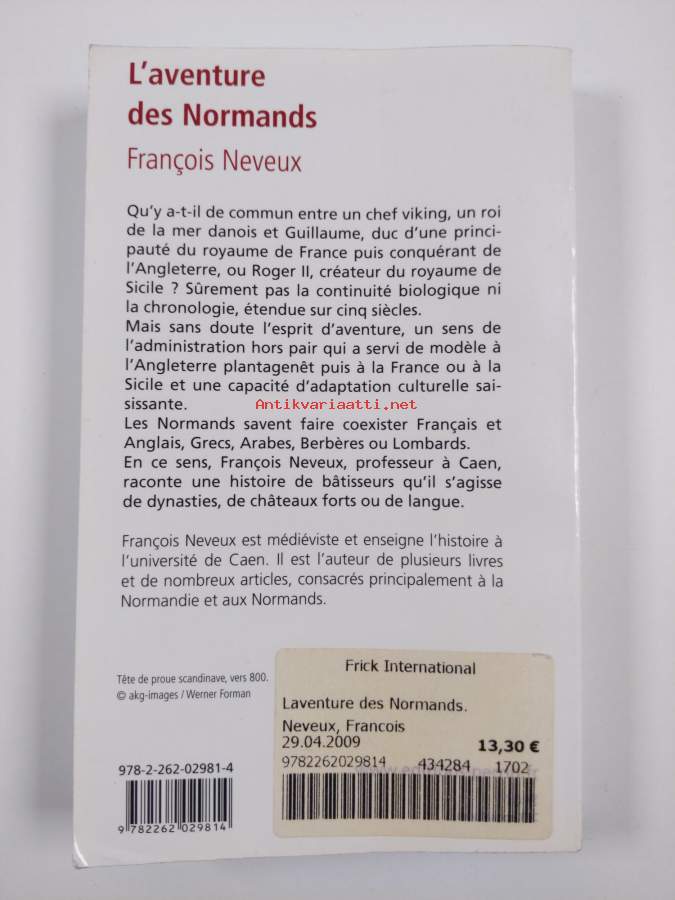 L'aventure
des Normands
François Neveux
Qu'y a-t-il de commun entre un chef viking, un roi
de la mer danois et Guillaume, duc d'une princi-
pauté du royaume de France puis conquérant de
l'Angleterre, ou Roger II, créateur du royaume de
Sicile ? Sûrement pas la continuité biologique ni
la chronologie, étendue sur cinq siècles.
Mais sans doute l'esprit d'aventure, un sens de
l'administration hors pair qui a servi de modèle à
l'Angleterre plantagenêt puis à la France ou à la
Sicile et une capacité d'adaptation culturelle sai-
sissante.
Antikvariaatti.net
Les Normands savent faire coexister Français et
Anglais, Grecs, Arabes, Berbères ou Lombards.
En ce sens, François Neveux, professeur à Caen,
raconte une histoire de bâtisseurs qu'il s'agisse
de dynasties, de châteaux forts ou de langue.
François Neveux est médiéviste et enseigne l'histoire à
l'université de Caen. Il est l'auteur de plusieurs livres
et de nombreux articles, consacrés principalement à la
Normandie et aux Normands.
Tête de proue scandinave, vers 800.
© akg-images / Werner Forman
Frick International
Laventure des Normands.
Neveux, Francois
29.04.2009
13,30 €
9782262029814 434284 1702
978-2-262-02981-4
9 782262 029814